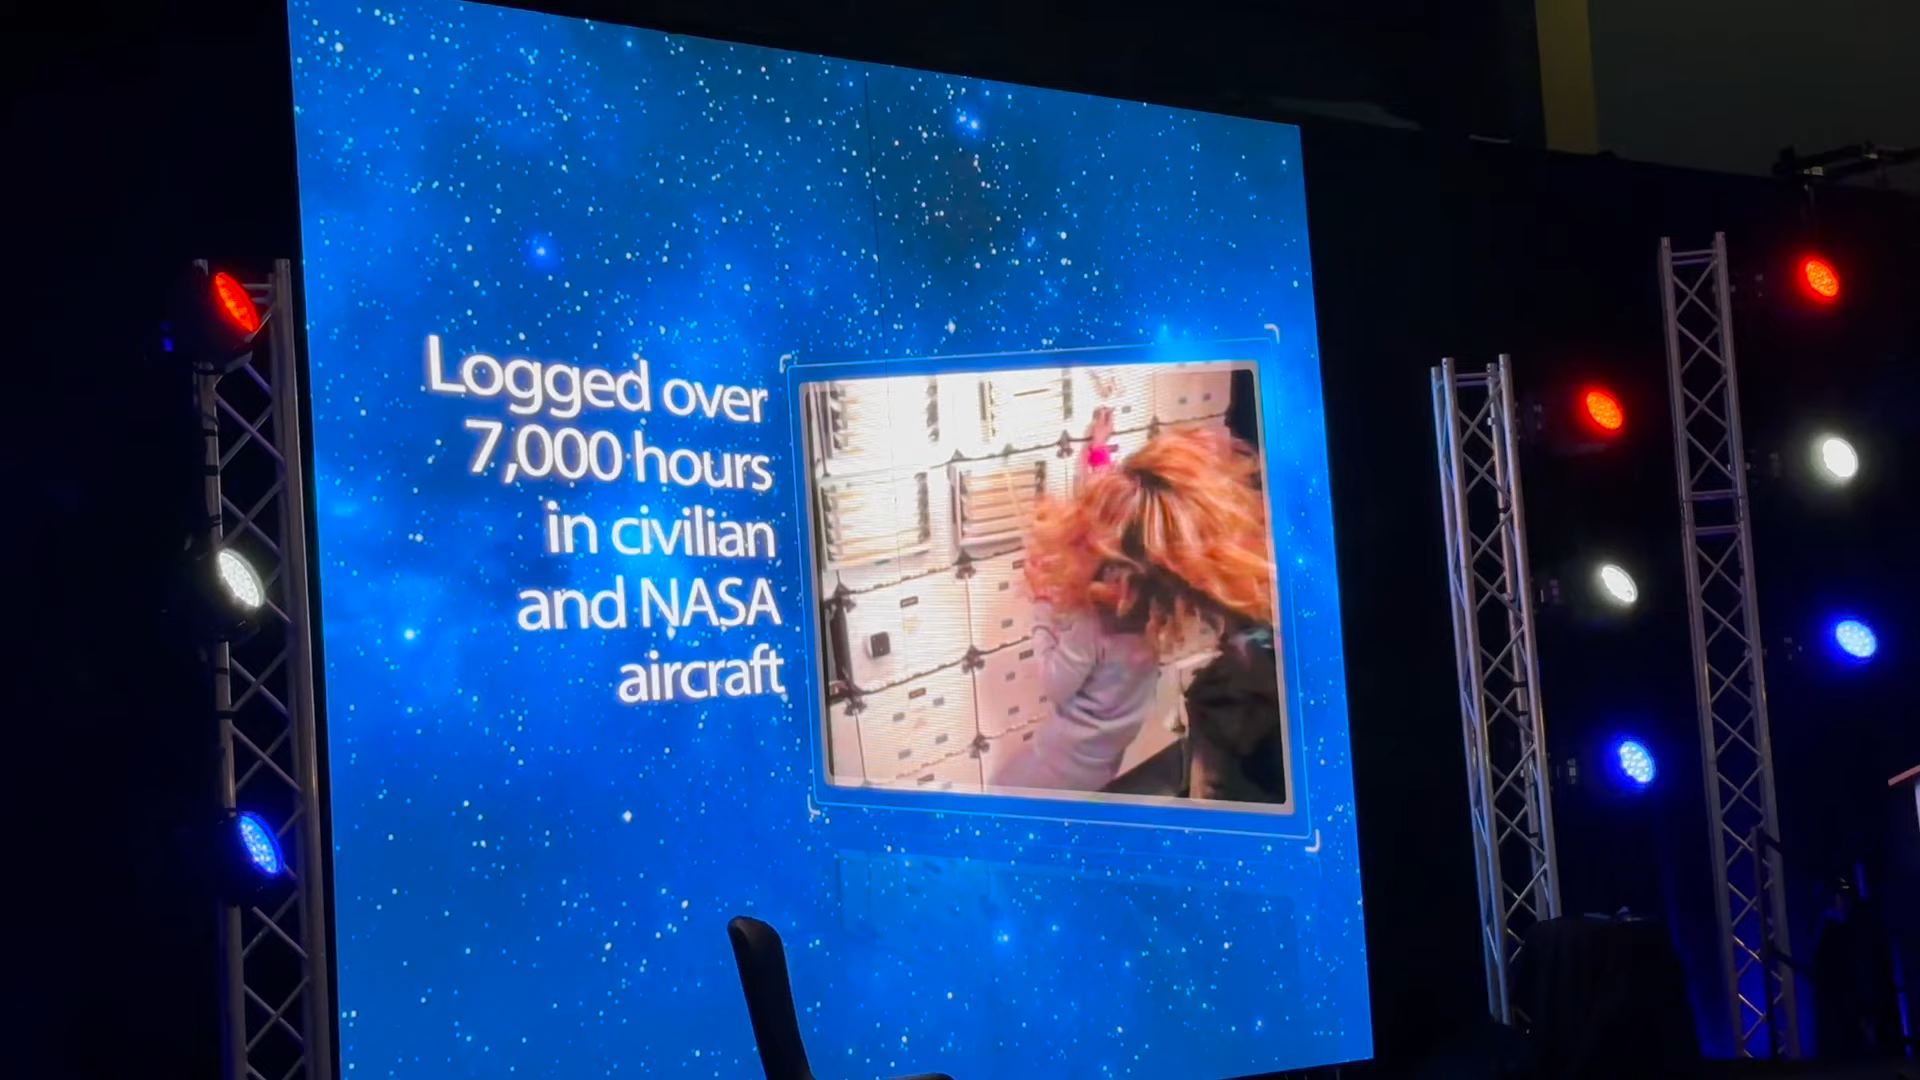 Logged over
7,000 hours
in civilian
and NASA
aircraft